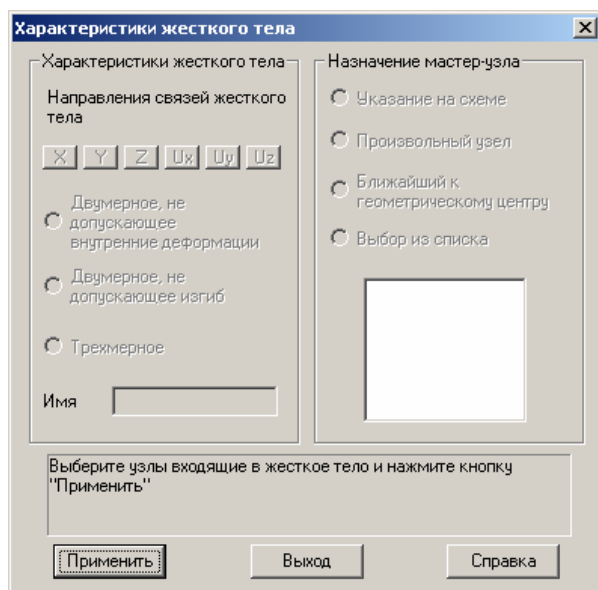 Характеристики жесткого тела
Характеристики жесткого тела
Направления связей жесткого
тела
X Y Z Ux Uy Uz
Двумерное, не
допускающее
внутренние деформации
Двумерное, не
допускающее изгиб
Трехмерное
Имя
Назначение мастер-узла
Указание на схеме
Произвольный узел
Ближайший к
геометрическому центру
Выбор из списка
Выберите узлы входящие в жесткое тело и нажмите кнопку
"Применить"
Применить Выход Справка